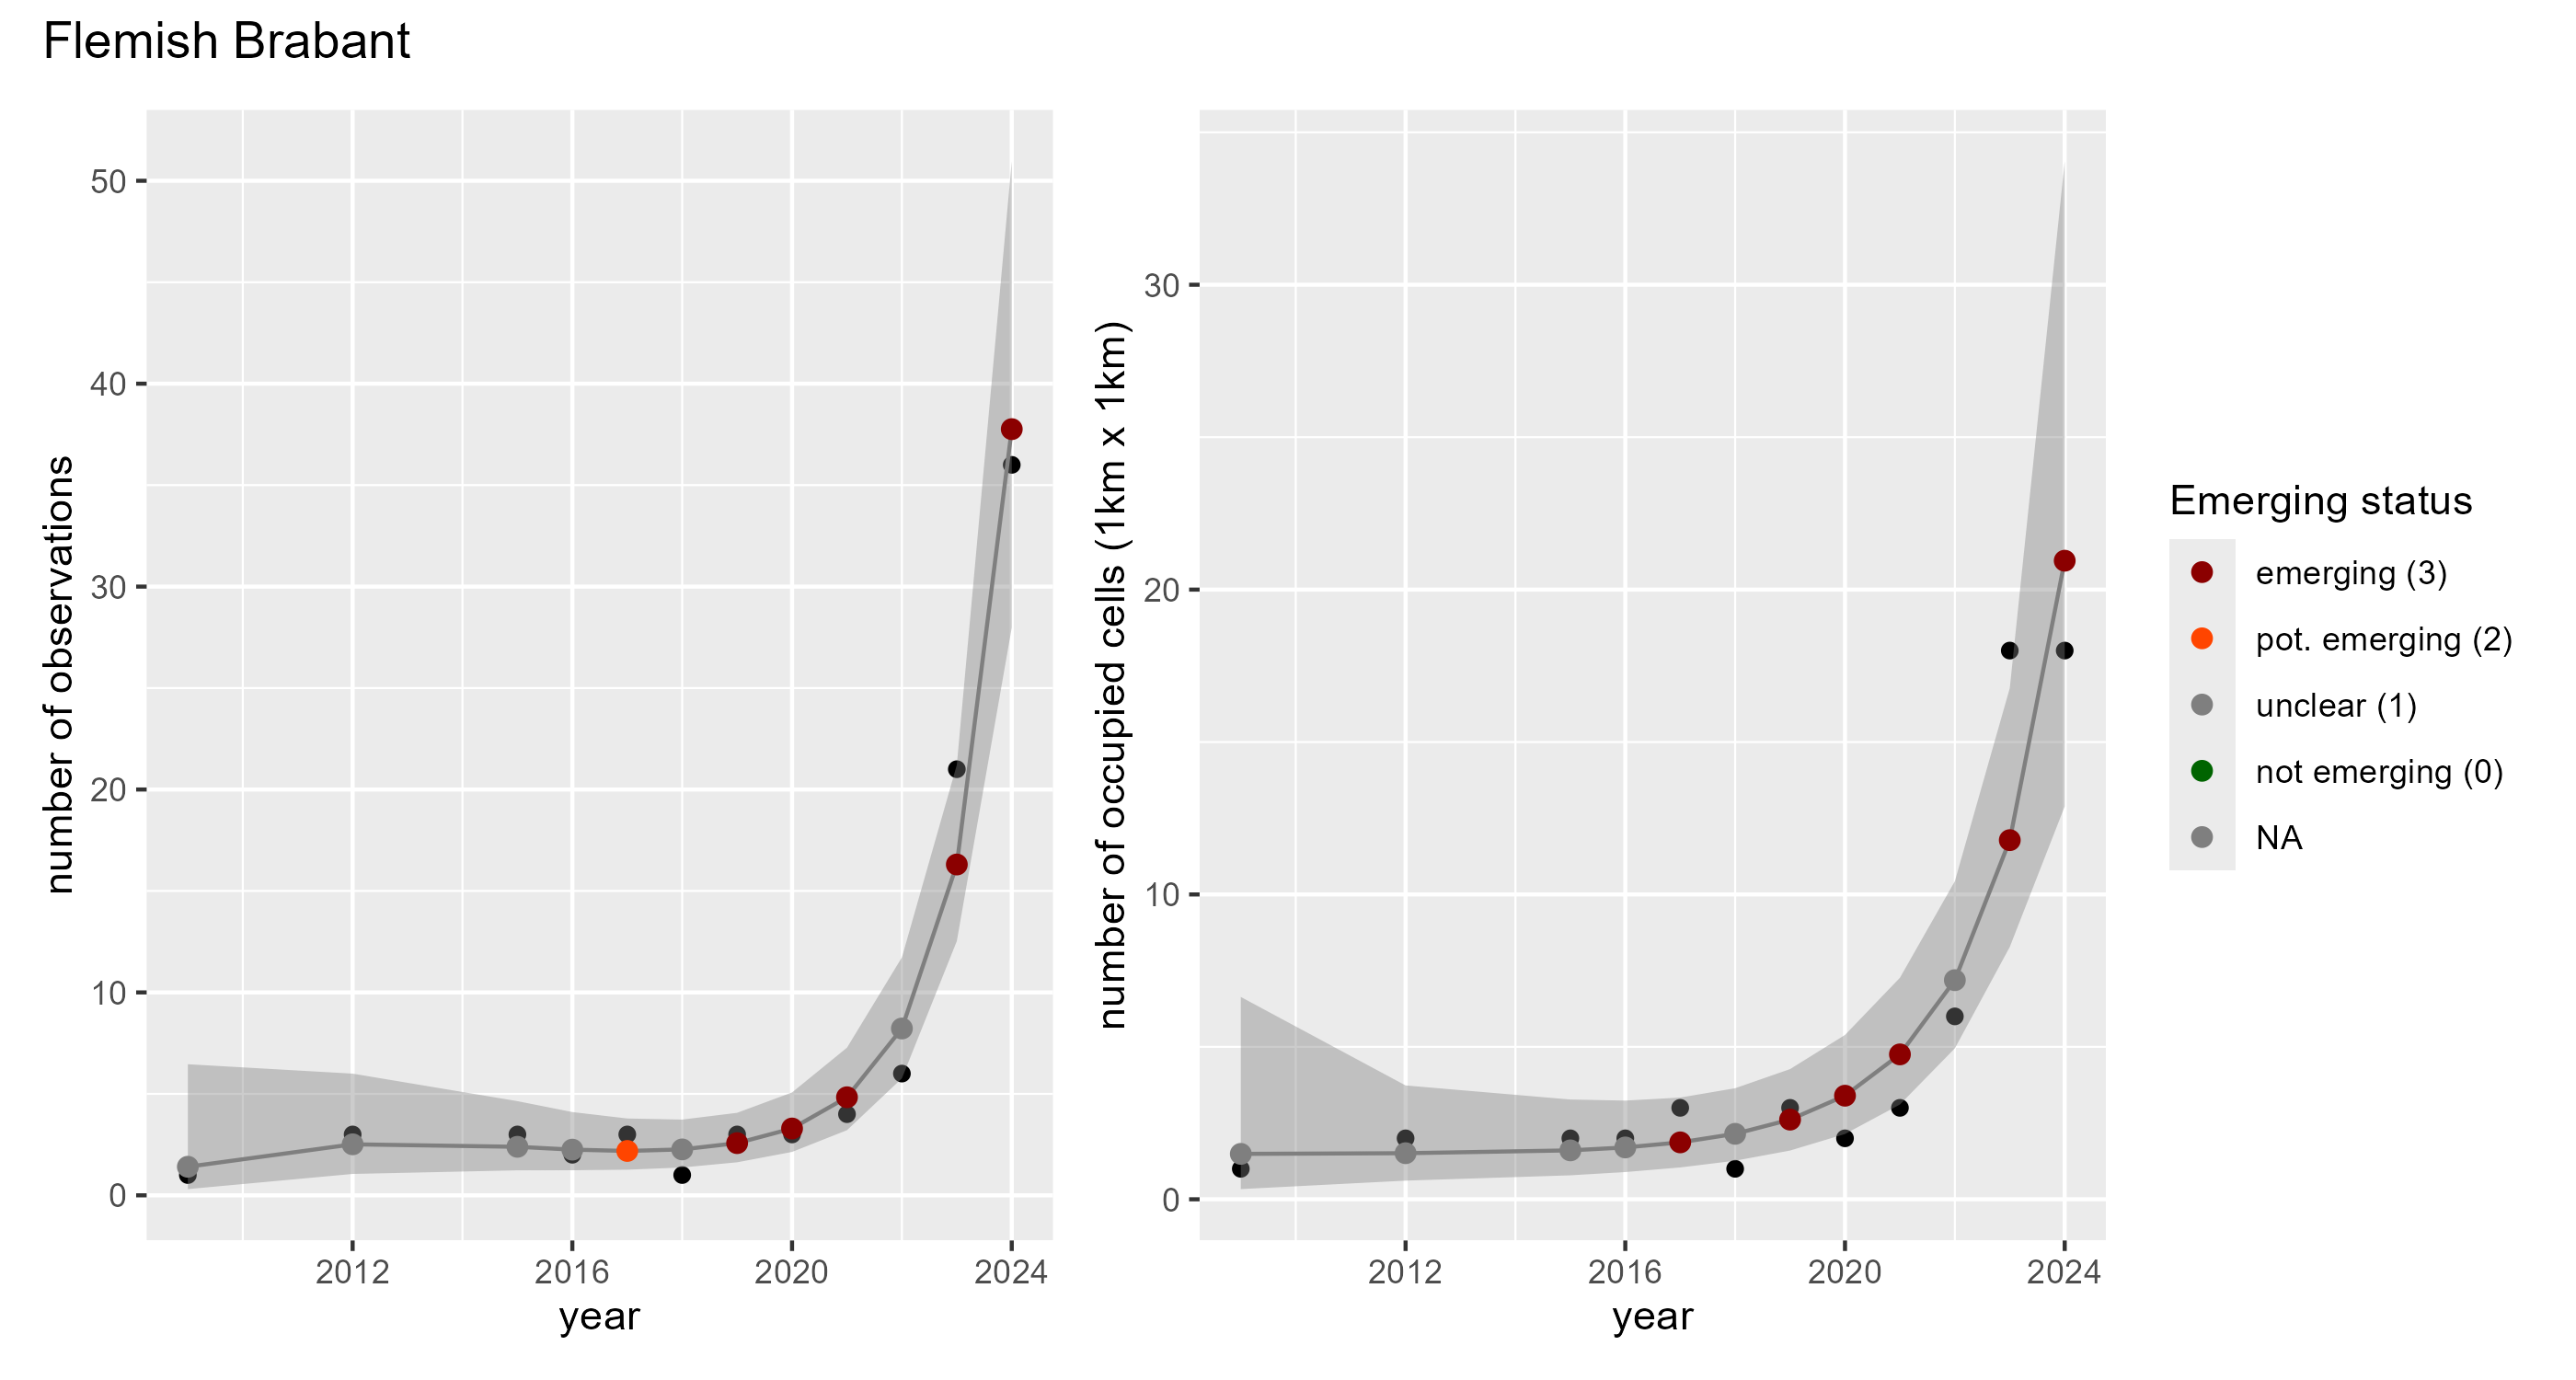 Flemish Brabant
number of observations
50
40
30
20
10
0
2012 2016 2020 2024
year
number of occupied cells (1km x 1km)
30
20
10
0
2012 2016 2020 2024
year
Emerging status
emerging (3)
pot. emerging (2)
unclear (1)
not emerging (0)
NA